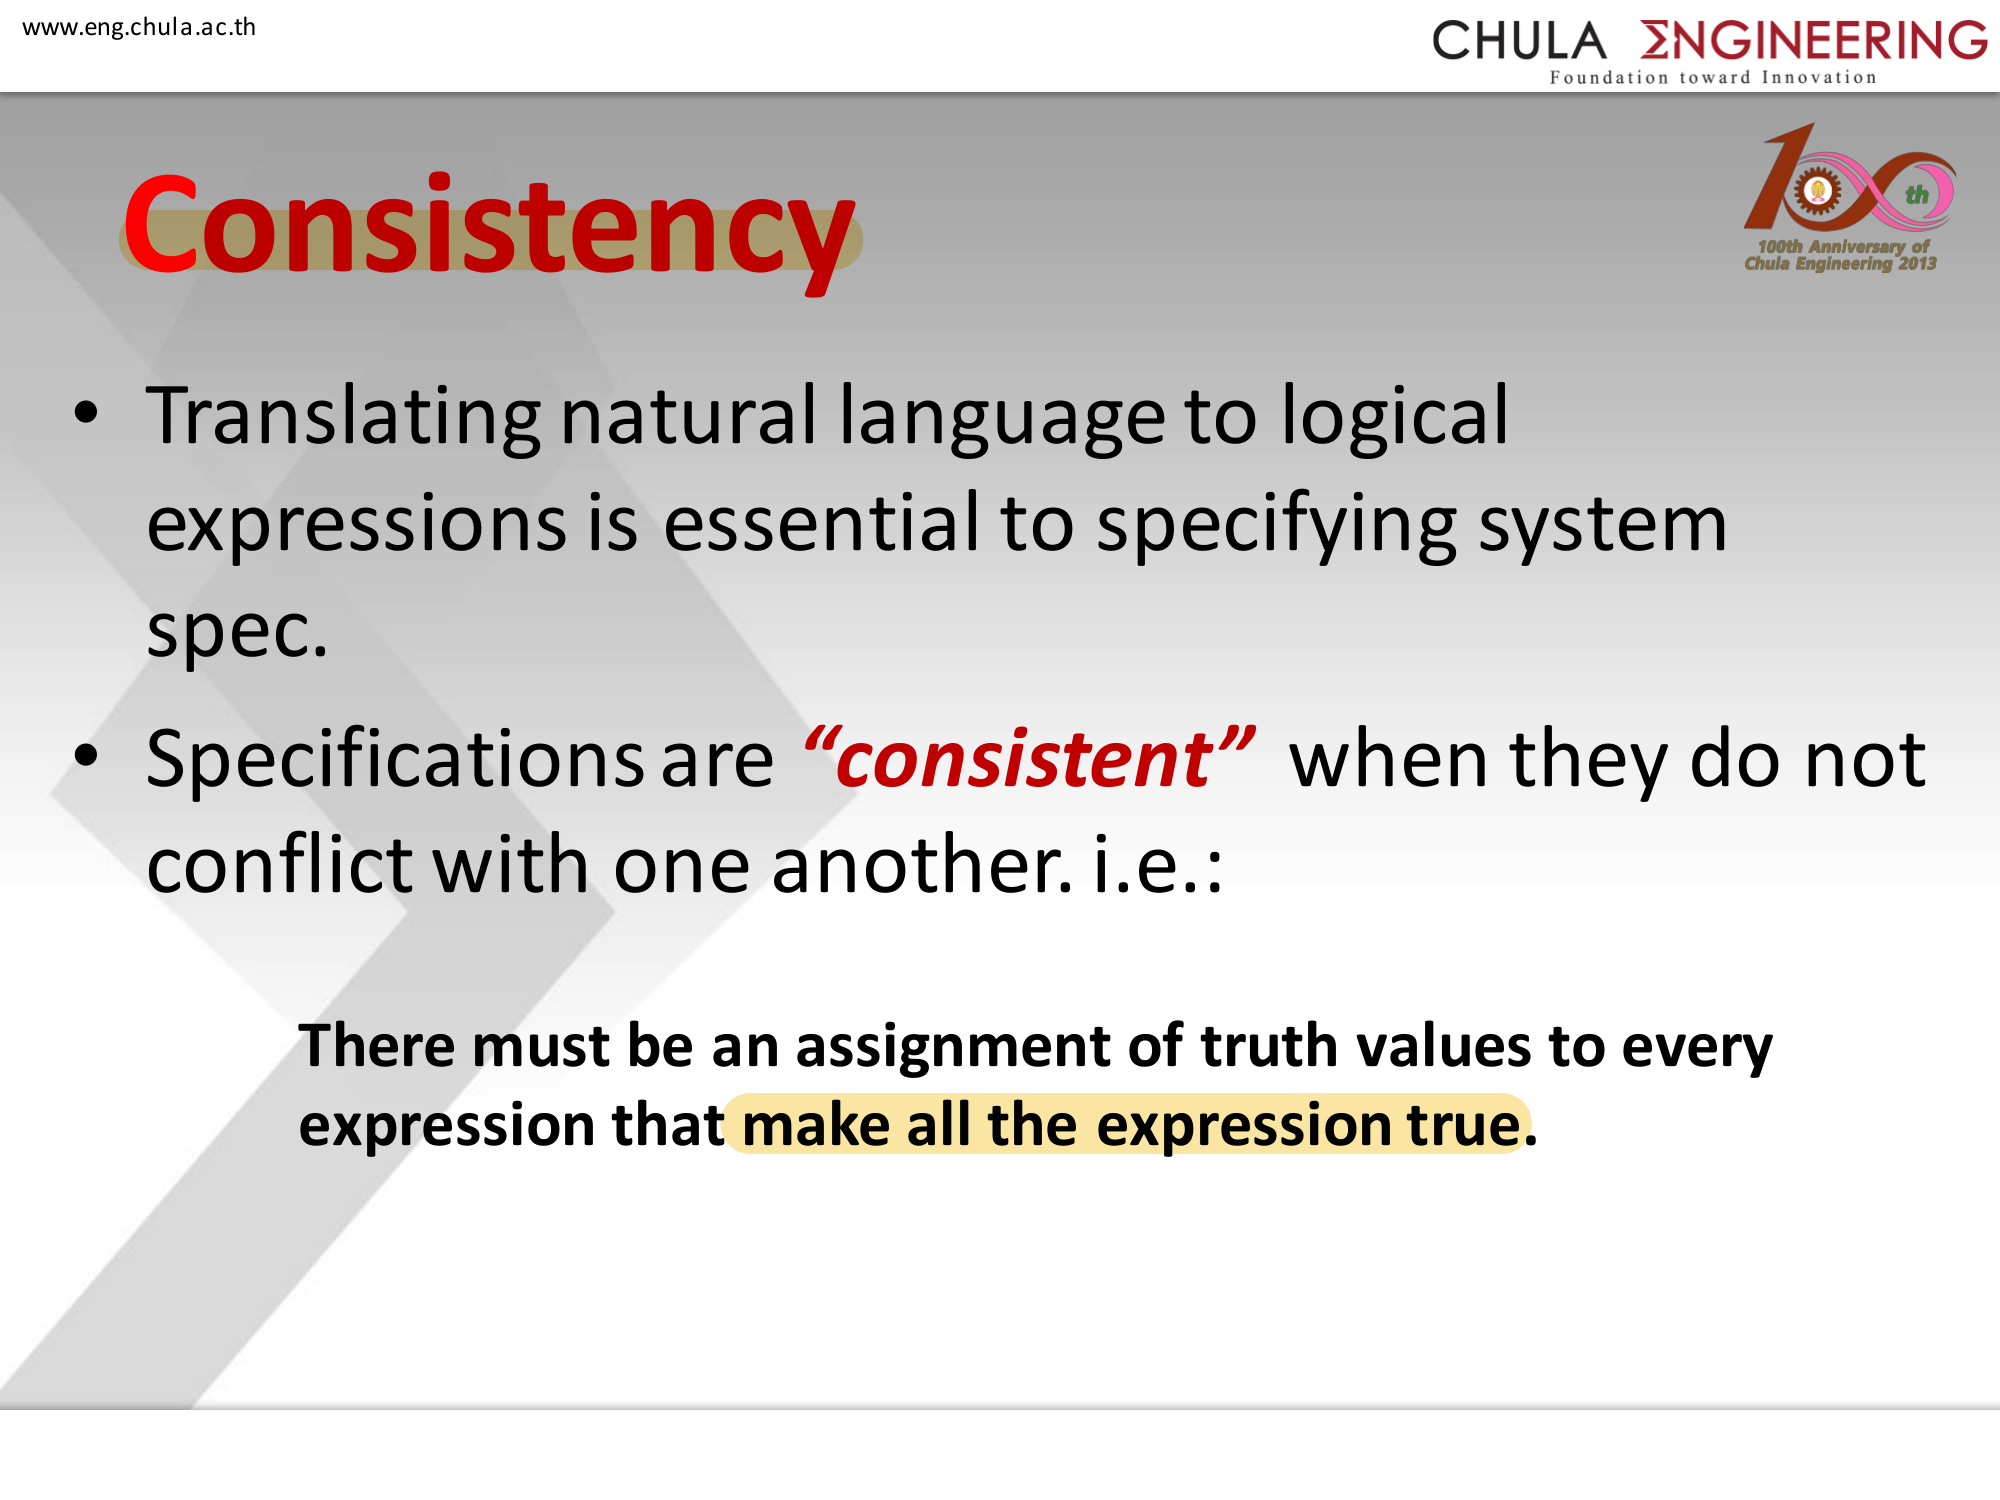 www.eng.chula.ac.th
CHULA ΣNGINEERING
Foundation toward Innovation
100th
100th Anniversary of
Chula Engineering 2013
Consistency
• Translating natural language to logical
expressions is essential to specifying system
spec.
• Specifications are “consistent” when they do not
conflict with one another. i.e.:
There must be an assignment of truth values to every
expression that make all the expression true.